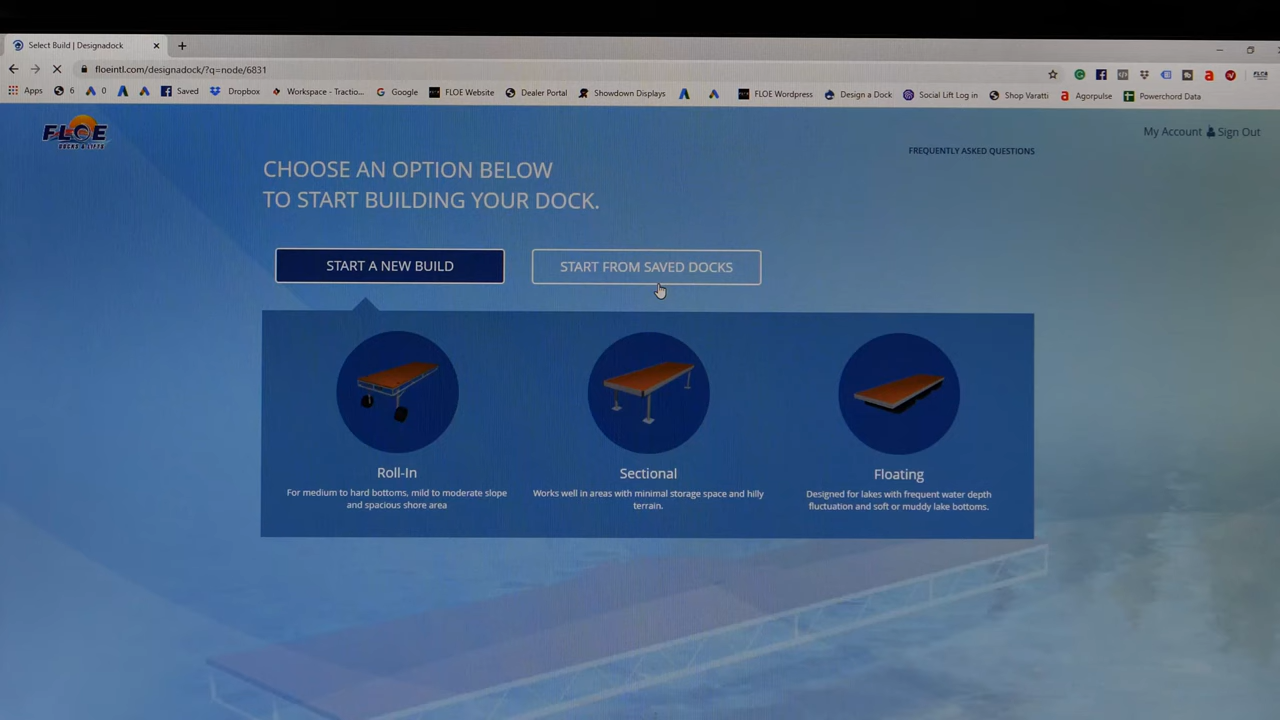 Select Build | Designadock
floeintl.com/designadock/?q=node/6831
Apps 6 0 Saved Dropbox Workspace - Tractio... Google FLOE Website Dealer Portal Showdown Displays FLOE Wordpress Design a Dock Social Lift Log in Shop Varatti Agorpulse Powerchord Data
FLOE
DOCKS & LIFTS
My Account Sign Out
FREQUENTLY ASKED QUESTIONS
CHOOSE AN OPTION BELOW
TO START BUILDING YOUR DOCK.
START A NEW BUILD
START FROM SAVED DOCKS
Roll-In
For medium to hard bottoms, mild to moderate slope
and spacious shore area
Sectional
Works well in areas with minimal storage space and hilly
terrain.
Floating
Designed for lakes with frequent water depth
fluctuation and soft or muddy lake bottoms.